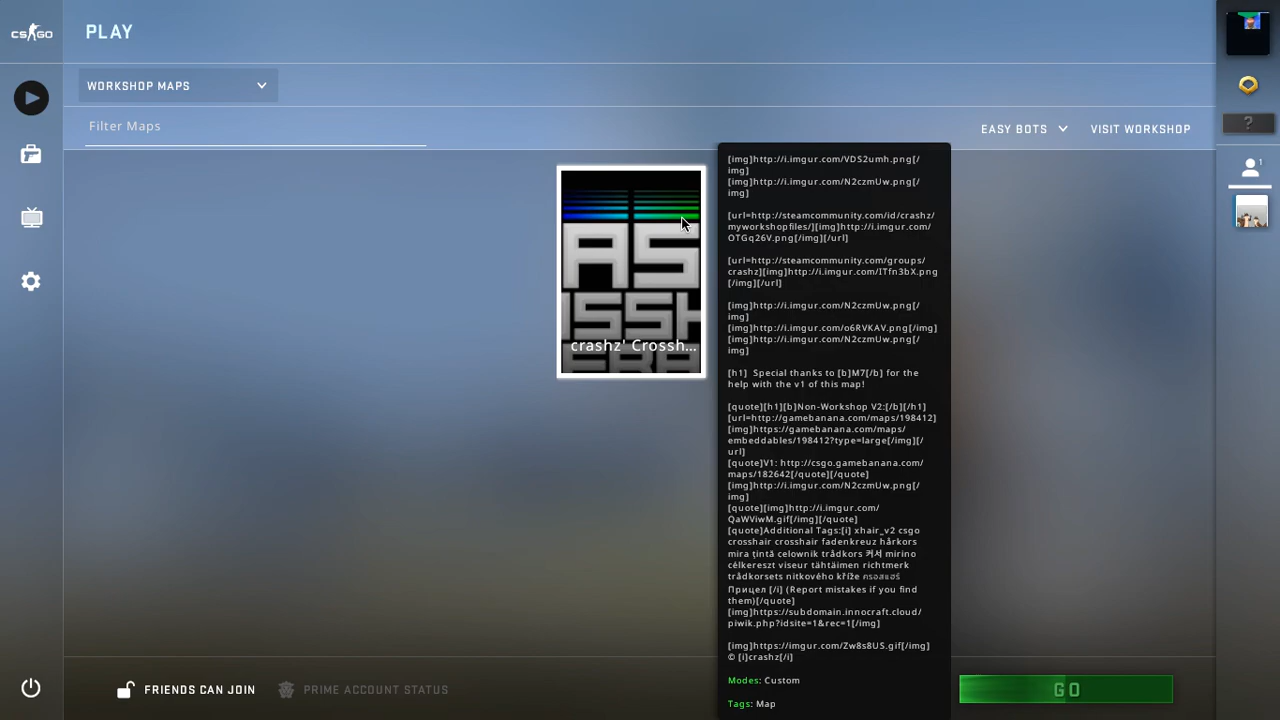 CS:GO
PLAY
WORKSHOP MAPS
Filter Maps
EASY BOTS
VISIT WORKSHOP
?
1
AS
crashz' Crossh...
[img]http://i.imgur.com/VDS2umh.png[/
img]
[img]http://i.imgur.com/N2czmUw.png[/
img]
[url=http://steamcommunity.com/id/crashz/
myworkshopfiles/][img]http://i.imgur.com/
OTGq26V.png[/img][/url]
[url=http://steamcommunity.com/groups/
crashz][img]http://i.imgur.com/ITfn3bX.png
[/img][/url]
[img]http://i.imgur.com/N2czmUw.png[/
img]
[img]http://i.imgur.com/o6RVKAV.png[/img]
[img]http://i.imgur.com/N2czmUw.png[/
img]
[h1]  Special thanks to [b]M7[/b] for the
help with the v1 of this map!
[quote][h1][b]Non-Workshop V2:[/b][/h1]
[url=http://gamebanana.com/maps/198412]
[img]https://gamebanana.com/maps/
embeddables/198412?type=large[/img][/
url]
[quote]V1: http://csgo.gamebanana.com/
maps/182642[/quote][/quote]
[img]http://i.imgur.com/N2czmUw.png[/
img]
[quote][img]http://i.imgur.com/
QaWViwM.gif[/img][/quote]
[quote]Additional Tags:[i] xhair_v2 csgo
crosshair crosshair fadenkreuz hårkors
mira țintă celownik trådkors 커서 mirino
célkereszt viseur tähtäimen richtmerk
trådkorsets nitkového kříže ครอสแฮร์
Прицел [/i] (Report mistakes if you find
them)[/quote]
[img]https://subdomain.innocraft.cloud/
piwik.php?idsite=1&rec=1[/img]
[img]https://imgur.com/Zw8s8US.gif[/img]
© [i]crashz[/i]
Modes: Custom
Tags: Map
FRIENDS CAN JOIN
PRIME ACCOUNT STATUS
GO